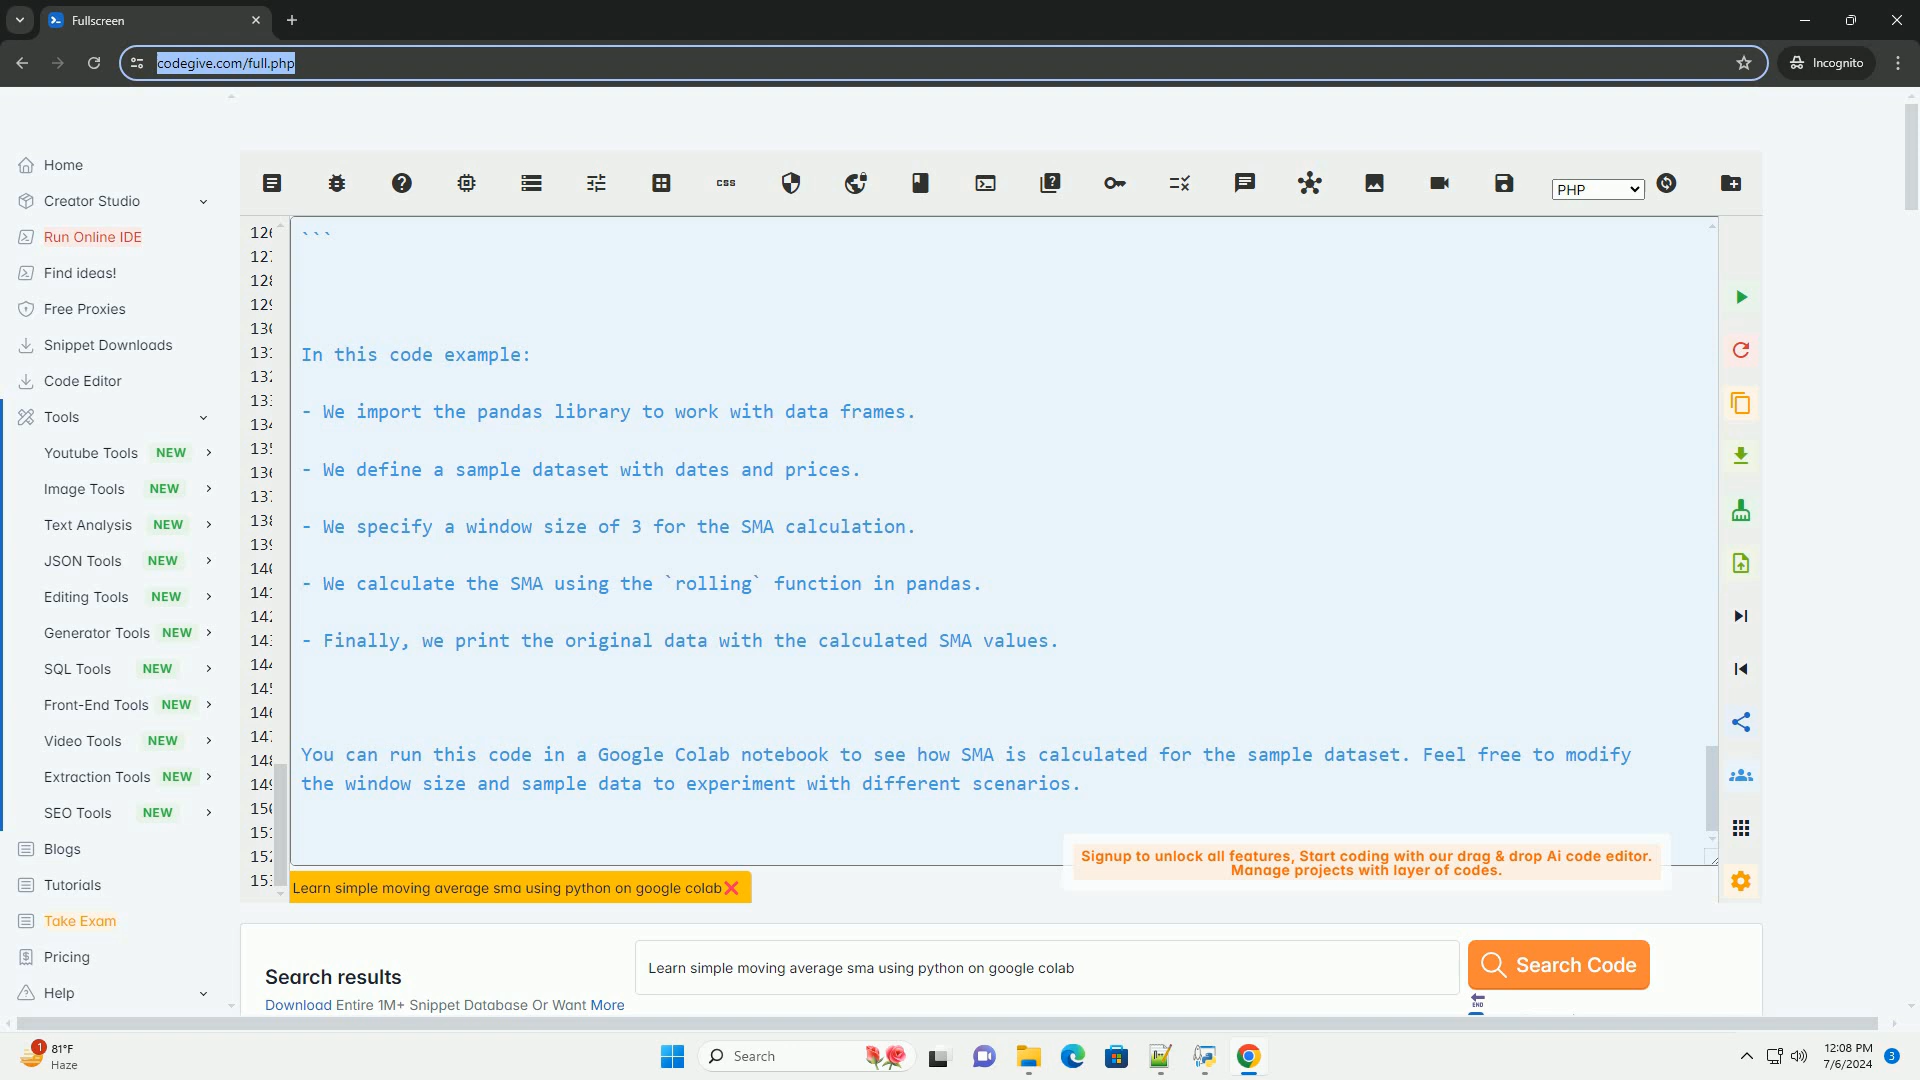 Fullscreen
codegive.com/full.php
Incognito
Home
Creator Studio
Run Online IDE
Find ideas!
Free Proxies
Snippet Downloads
Code Editor
Tools
Youtube Tools NEW
Image Tools NEW
Text Analysis NEW
JSON Tools NEW
Editing Tools NEW
Generator Tools NEW
SQL Tools NEW
Front-End Tools NEW
Video Tools NEW
Extraction Tools NEW
SEO Tools NEW
Blogs
Tutorials
Take Exam
Pricing
Help
css
PHP
```
In this code example:
- We import the pandas library to work with data frames.
- We define a sample dataset with dates and prices.
- We specify a window size of 3 for the SMA calculation.
- We calculate the SMA using the `rolling` function in pandas.
- Finally, we print the original data with the calculated SMA values.
You can run this code in a Google Colab notebook to see how SMA is calculated for the sample dataset. Feel free to modify
the window size and sample data to experiment with different scenarios.
Signup to unlock all features, Start coding with our drag & drop Ai code editor.
Manage projects with layer of codes.
Learn simple moving average sma using python on google colab
Search results
Download Entire 1M+ Snippet Database Or Want More
Learn simple moving average sma using python on google colab
Search Code
END
1
81°F
Haze
Search
12:08 PM
7/6/2024
3